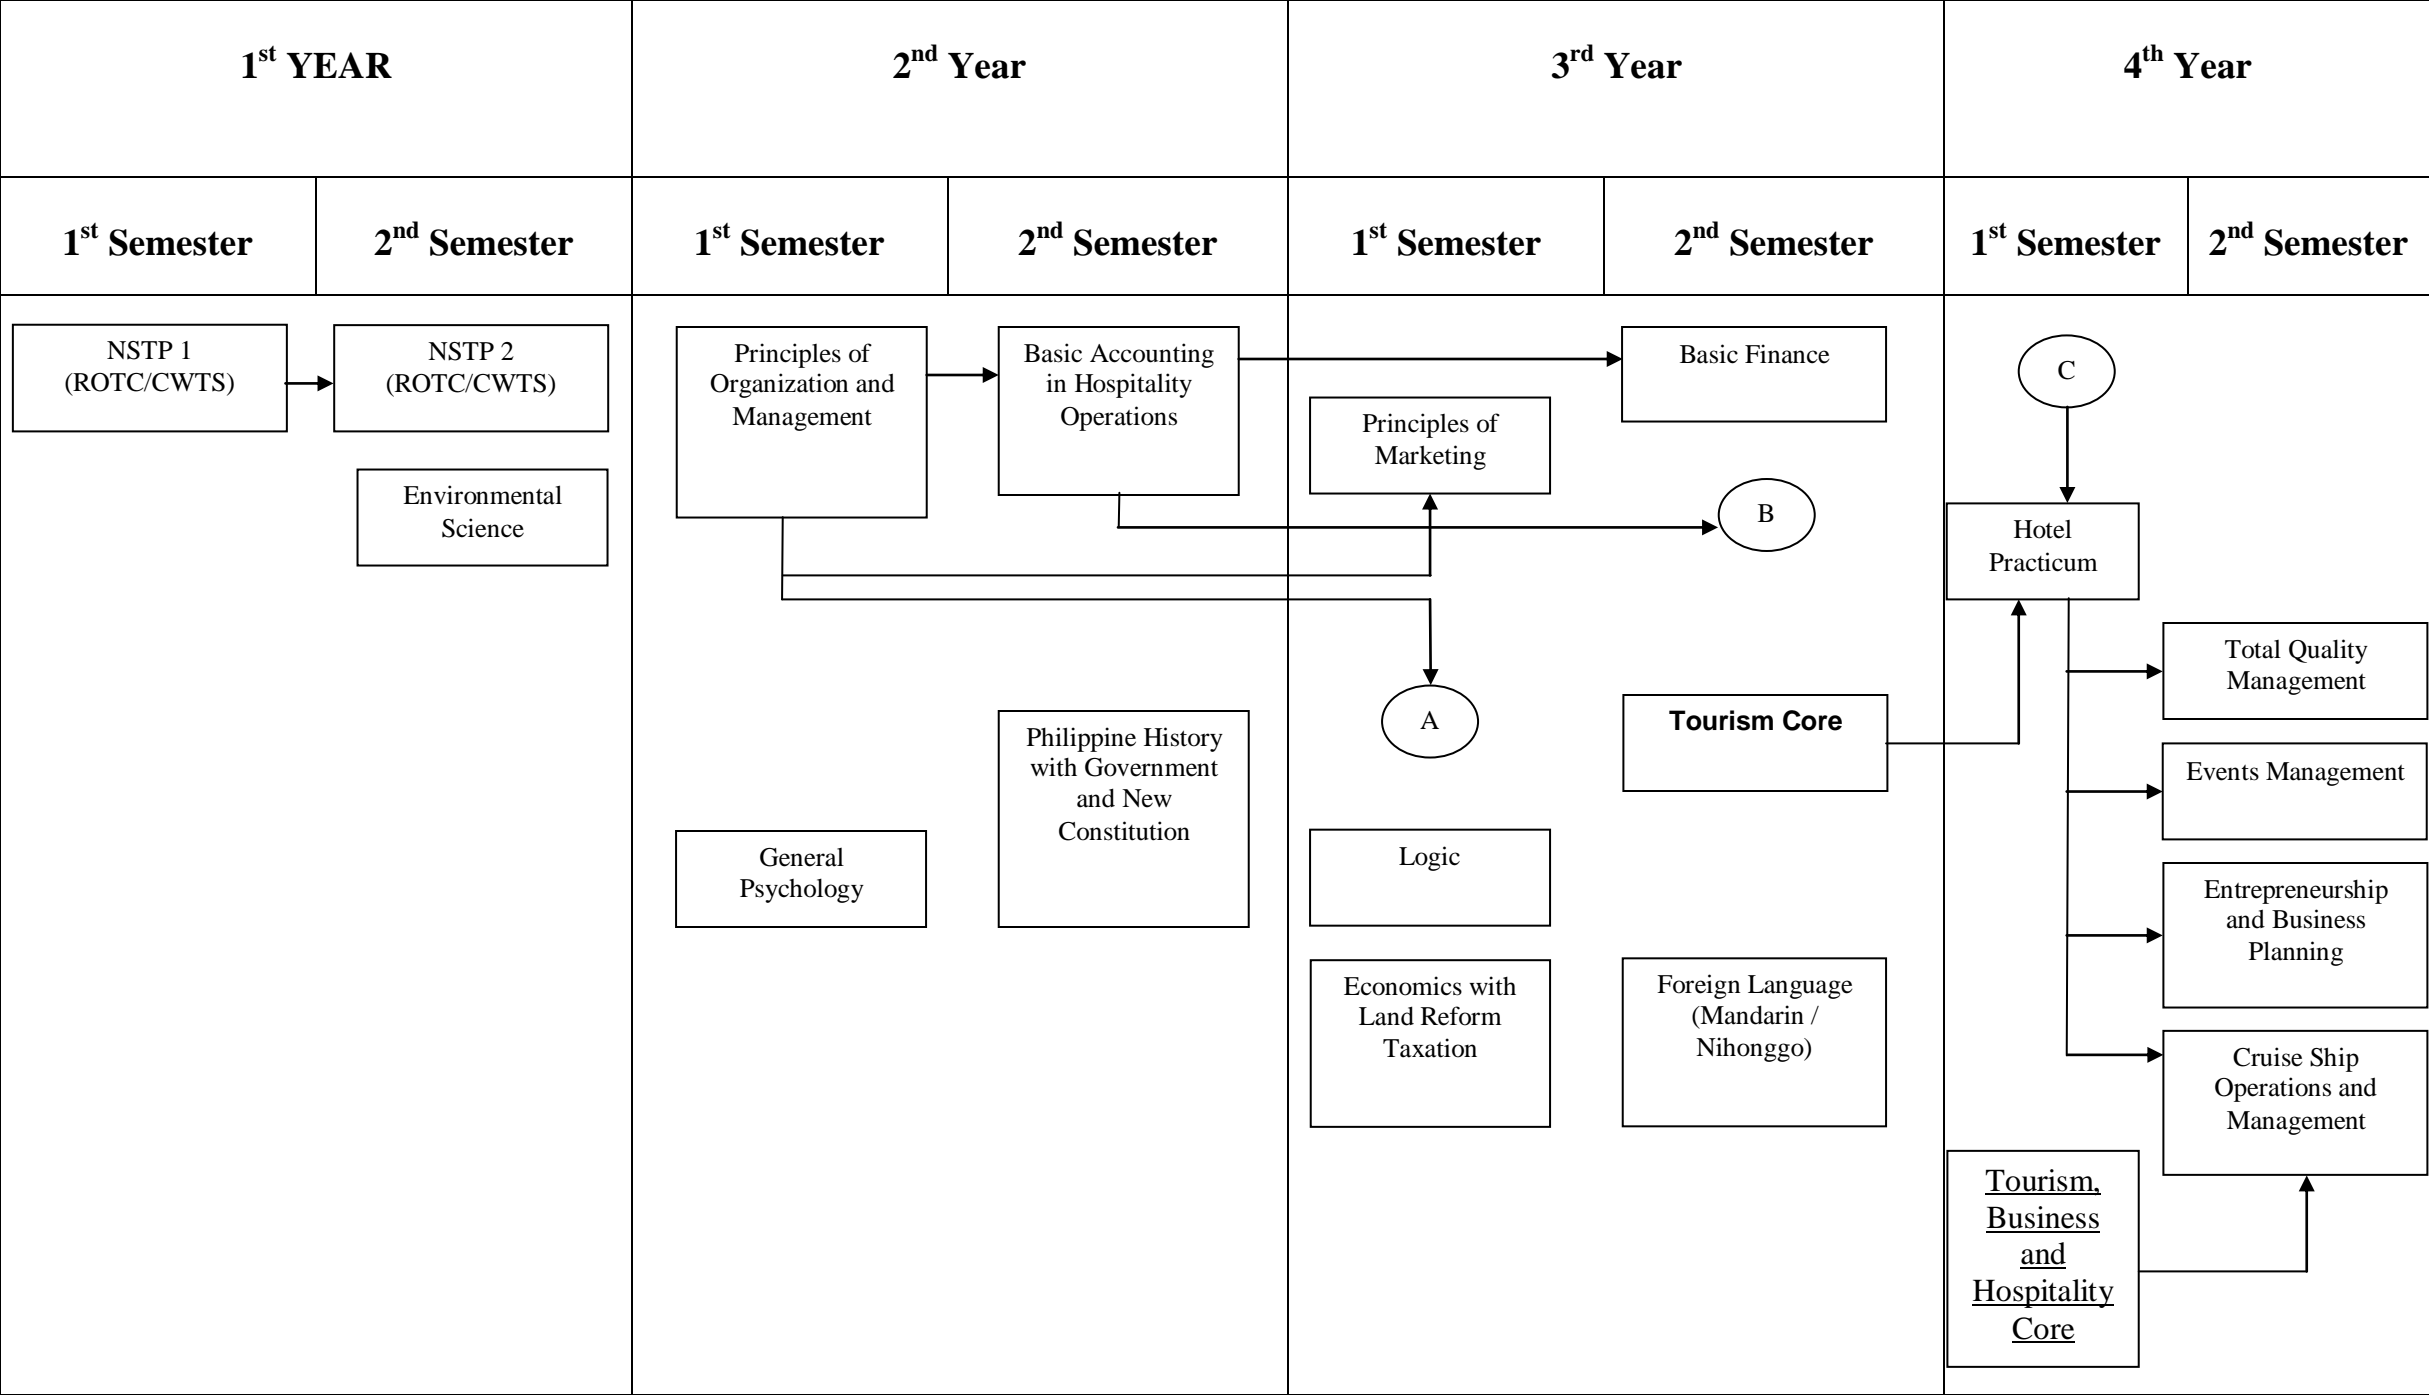 1st YEAR
2nd Year
3rd Year
4th Year
1st Semester
2nd Semester
1st Semester
2nd Semester
1st Semester
2nd Semester
1st Semester
2nd Semester
NSTP 1
(ROTC/CWTS)
NSTP 2
(ROTC/CWTS)
Environmental
Science
Principles of
Organization and
Management
General
Psychology
Basic Accounting
in Hospitality
Operations
Philippine History
with Government
and New
Constitution
Principles of
Marketing
A
Logic
Economics with
Land Reform
Taxation
Basic Finance
B
Tourism Core
Foreign Language
(Mandarin /
Nihonggo)
C
Hotel
Practicum
Tourism,
Business
and
Hospitality
Core
Total Quality
Management
Events Management
Entrepreneurship
and Business
Planning
Cruise Ship
Operations and
Management